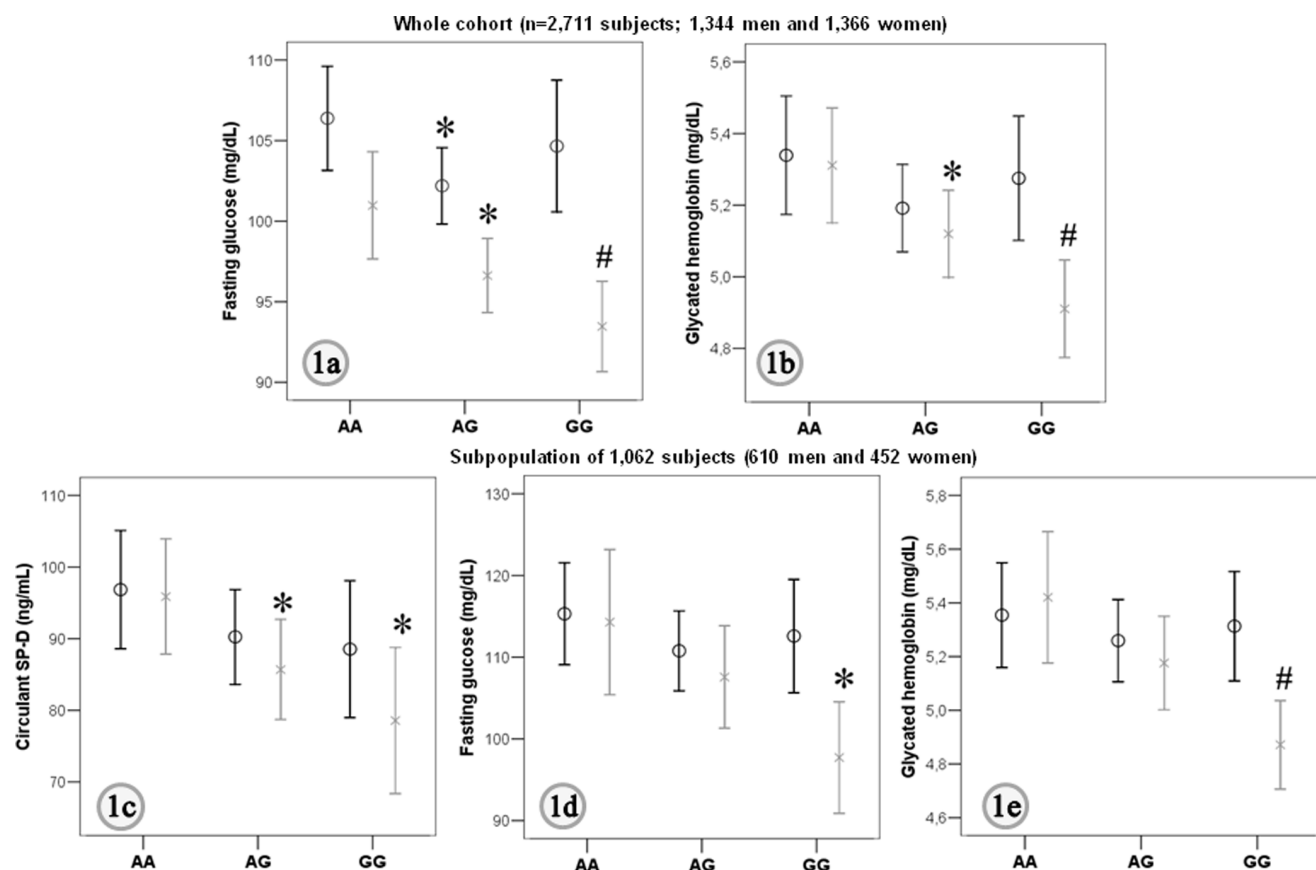 Whole cohort (n=2,711 subjects; 1,344 men and 1,366 women)
Fasting glucose (mg/dL)
110
105
100
95
90
*
*
#
1a
AA AG GG
Glycated hemoglobin (mg/dL)
5,6
5,4
5,2
5,0
4,8
*
#
1b
AA AG GG
Subpopulation of 1,062 subjects (610 men and 452 women)
Circulant SP-D (ng/mL)
110
100
90
80
70
*
*
1c
AA AG GG
Fasting gucose (mg/dL)
130
120
110
100
90
*
1d
AA AG GG
Glycated hemoglobin (mg/dL)
5,8
5,6
5,4
5,2
5,0
4,8
4,6
#
1e
AA AG GG